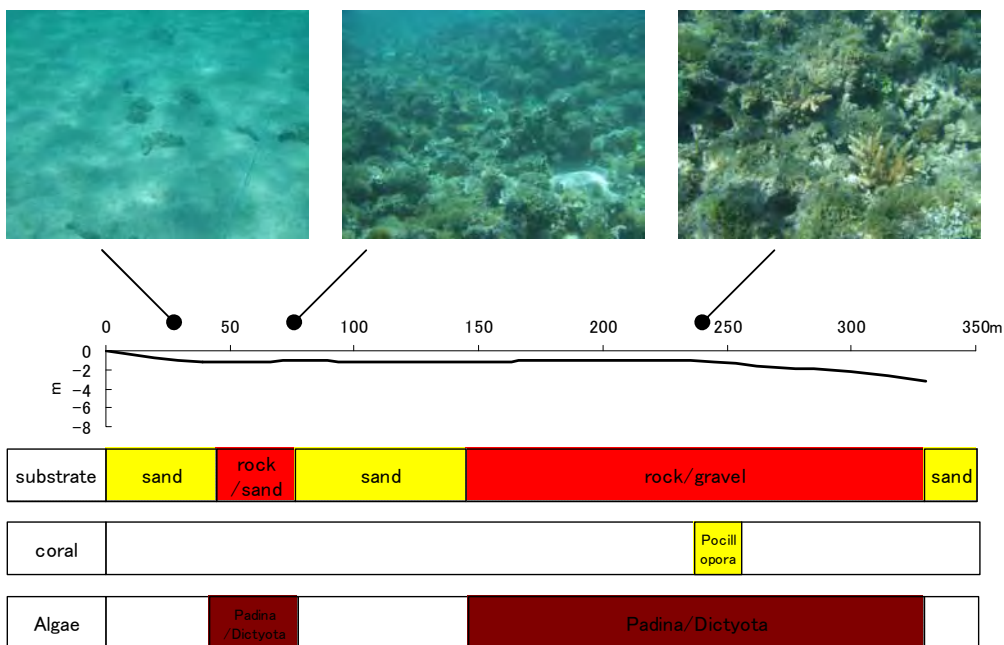 0 50 100 150 200 250 300 350m
0
-2
-4
-6
-8
m
substrate sand rock /sand sand rock/gravel sand
coral Pocill opora
Algae Padina /Dictyota Padina/Dictyota